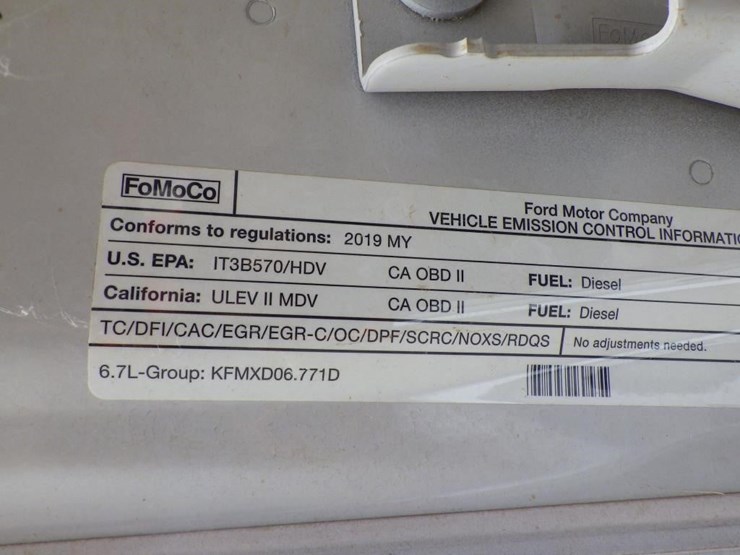 FoMoCo
Ford Motor Company
VEHICLE EMISSION CONTROL INFORMATIO
Conforms to regulations: 2019 MY
U.S. EPA: IT3B570/HDV CA OBD II FUEL: Diesel
California: ULEV II MDV CA OBD II FUEL: Diesel
TC/DFI/CAC/EGR/EGR-C/OC/DPF/SCRC/NOXS/RDQS No adjustments needed.
6.7L-Group: KFMXD06.771D